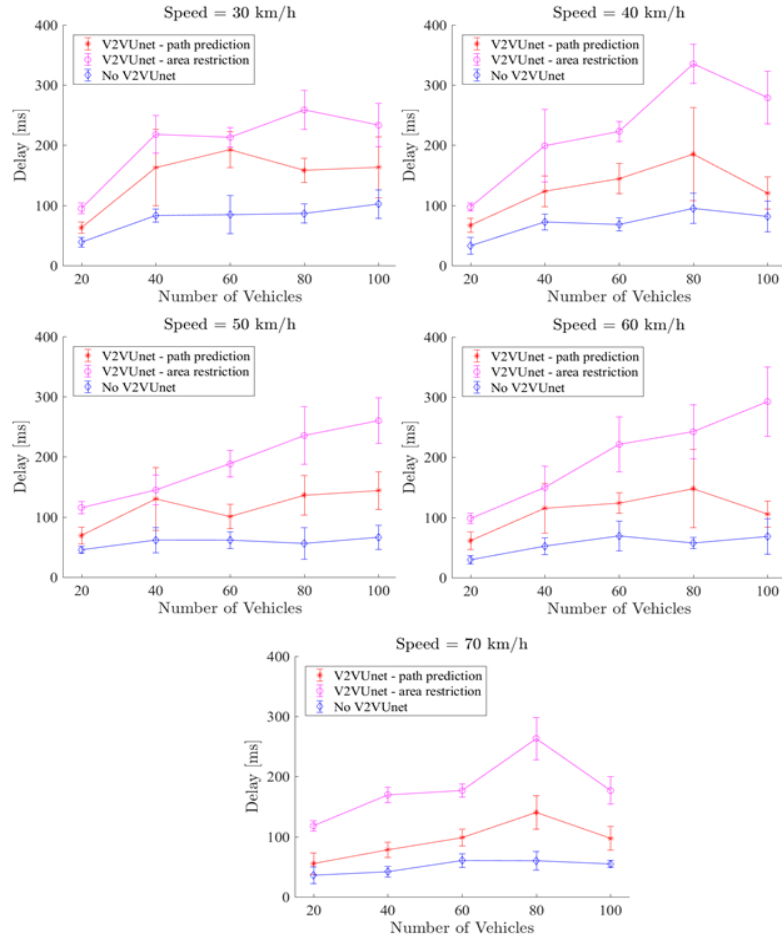 Speed = 30 km/h
400
300
200
100
0
Delay [ms]
V2VUnet - path prediction
V2VUnet - area restriction
No V2VUnet
20 40 60 80 100
Number of Vehicles
Speed = 40 km/h
400
300
200
100
0
Delay [ms]
V2VUnet - path prediction
V2VUnet - area restriction
No V2VUnet
20 40 60 80 100
Number of Vehicles
Speed = 50 km/h
400
300
200
100
0
Delay [ms]
V2VUnet - path prediction
V2VUnet - area restriction
No V2VUnet
20 40 60 80 100
Number of Vehicles
Speed = 60 km/h
400
300
200
100
0
Delay [ms]
V2VUnet - path prediction
V2VUnet - area restriction
No V2VUnet
20 40 60 80 100
Number of Vehicles
Speed = 70 km/h
400
300
200
100
0
Delay [ms]
V2VUnet - path prediction
V2VUnet - area restriction
No V2VUnet
20 40 60 80 100
Number of Vehicles